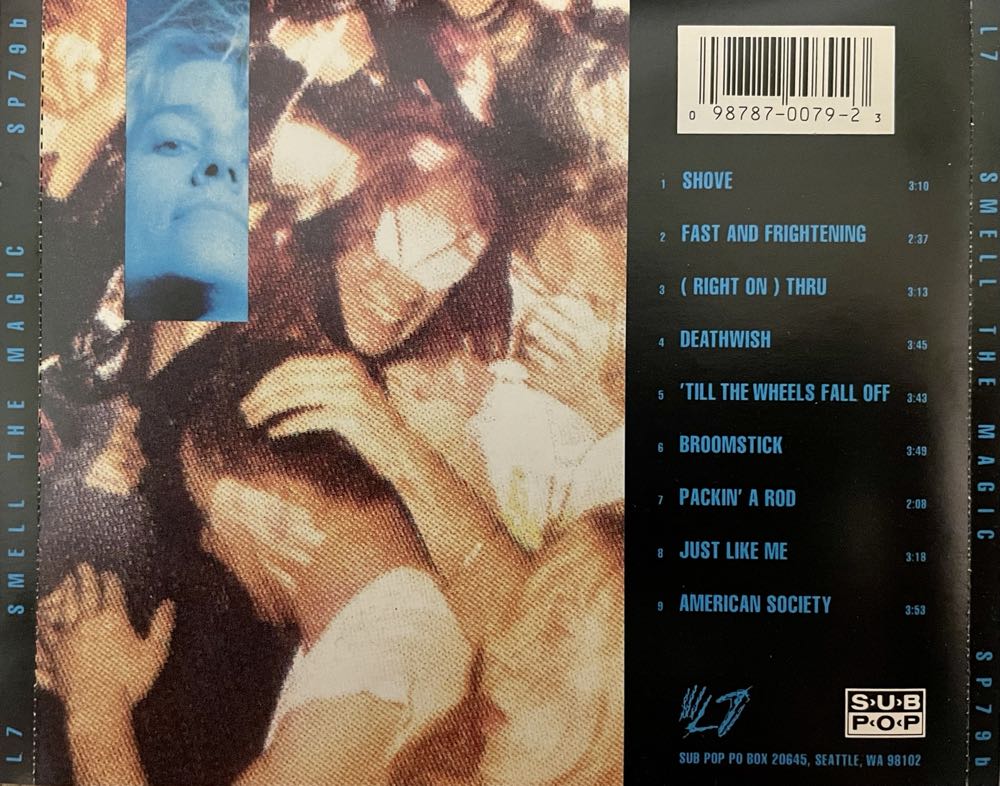 L7 SMELL THE MAGIC SP79b
0 98787-0079-2 3
1 SHOVE 3:10
2 FAST AND FRIGHTENING 2:37
3 ( RIGHT ON ) THRU 3:13
4 DEATHWISH 3:45
5 'TILL THE WHEELS FALL OFF 3:43
6 BROOMSTICK 3:49
7 PACKIN' A ROD 2:08
8 JUST LIKE ME 3:18
9 AMERICAN SOCIETY 3:53
L7
S›U›B
P‹O‹P
SUB POP PO BOX 20645, SEATTLE, WA 98102
L7 SMELL THE MAGIC SP79b